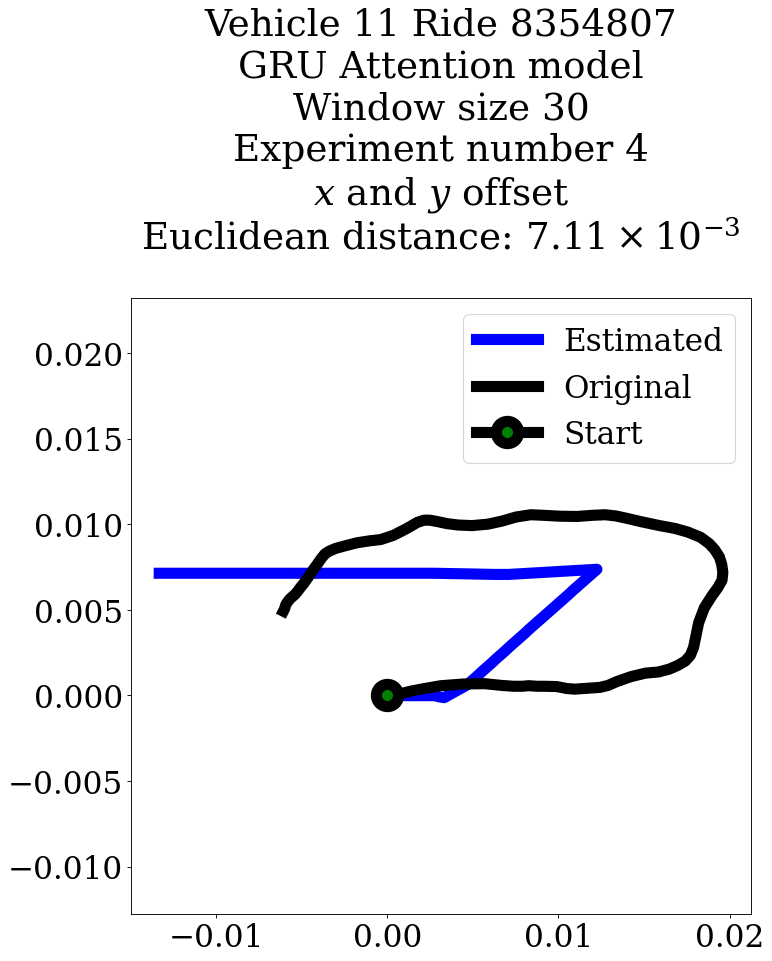 Vehicle 11 Ride 8354807
GRU Attention model
Window size 30
Experiment number 4
x and y offset
Euclidean distance: 7.11 × 10⁻³
Estimated
Original
Start
0.020
0.015
0.010
0.005
0.000
−0.005
−0.010
−0.01 0.00 0.01 0.02